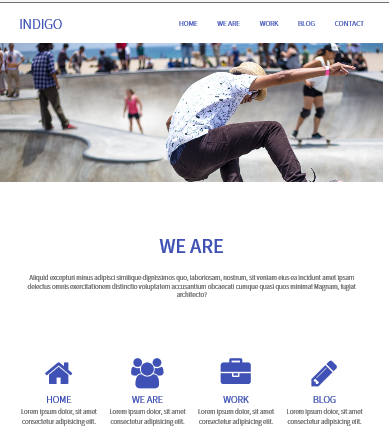 INDIGO
HOME WE ARE WORK BLOG CONTACT
WE ARE
Aliquid excepturi minus adipisci similique dignissimos quo, laboriosam, nostrum, sit veniam eius ea incidunt amet ipsam
delectus omnis exercitationem distinctio voluptatem accusantium obcaecati cumque quasi quos minima! Magnam, fugiat
architecto?
HOME WE ARE WORK BLOG
Lorem ipsum dolor, sit amet Lorem ipsum dolor, sit amet Lorem ipsum dolor, sit amet Lorem ipsum dolor, sit amet
consectetur adipisicing elit. consectetur adipisicing elit. consectetur adipisicing elit. consectetur adipisicing elit.